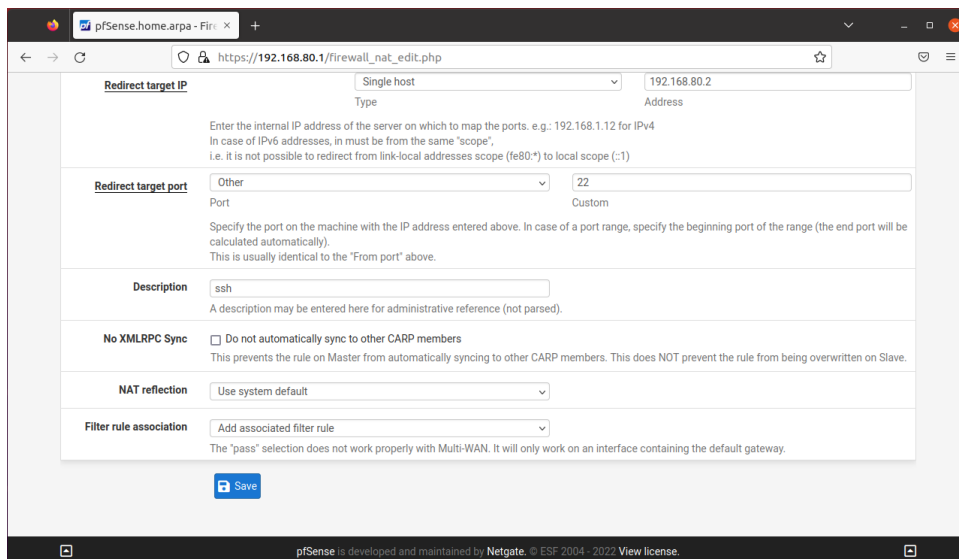 pfSense.home.arpa - Fire
https://192.168.80.1/firewall_nat_edit.php
Redirect target IP
Single host
192.168.80.2
Type
Address
Enter the internal IP address of the server on which to map the ports. e.g.: 192.168.1.12 for IPv4
In case of IPv6 addresses, in must be from the same "scope",
i.e. it is not possible to redirect from link-local addresses scope (fe80:*) to local scope (::1)
Redirect target port
Other
22
Port
Custom
Specify the port on the machine with the IP address entered above. In case of a port range, specify the beginning port of the range (the end port will be
calculated automatically).
This is usually identical to the "From port" above.
Description
ssh
A description may be entered here for administrative reference (not parsed).
No XMLRPC Sync
Do not automatically sync to other CARP members
This prevents the rule on Master from automatically syncing to other CARP members. This does NOT prevent the rule from being overwritten on Slave.
NAT reflection
Use system default
Filter rule association
Add associated filter rule
The "pass" selection does not work properly with Multi-WAN. It will only work on an interface containing the default gateway.
Save
pfSense is developed and maintained by Netgate. © ESF 2004 - 2022 View license.